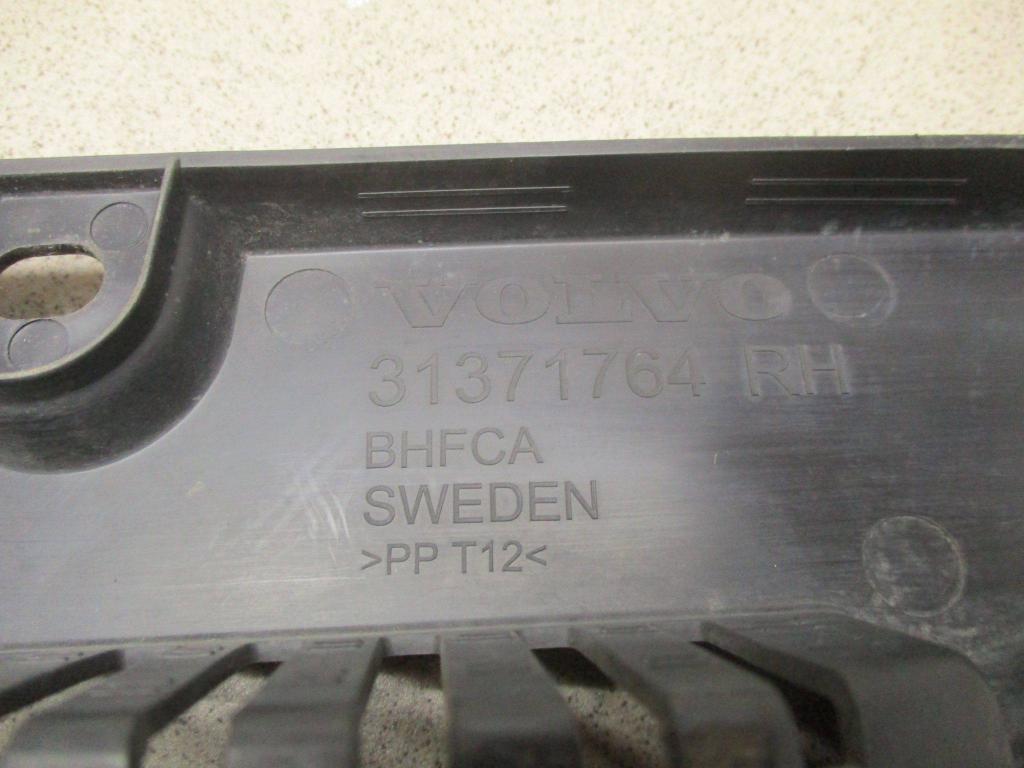 VOLVO
31371764 RH
BHFCA
SWEDEN
>PP T12<